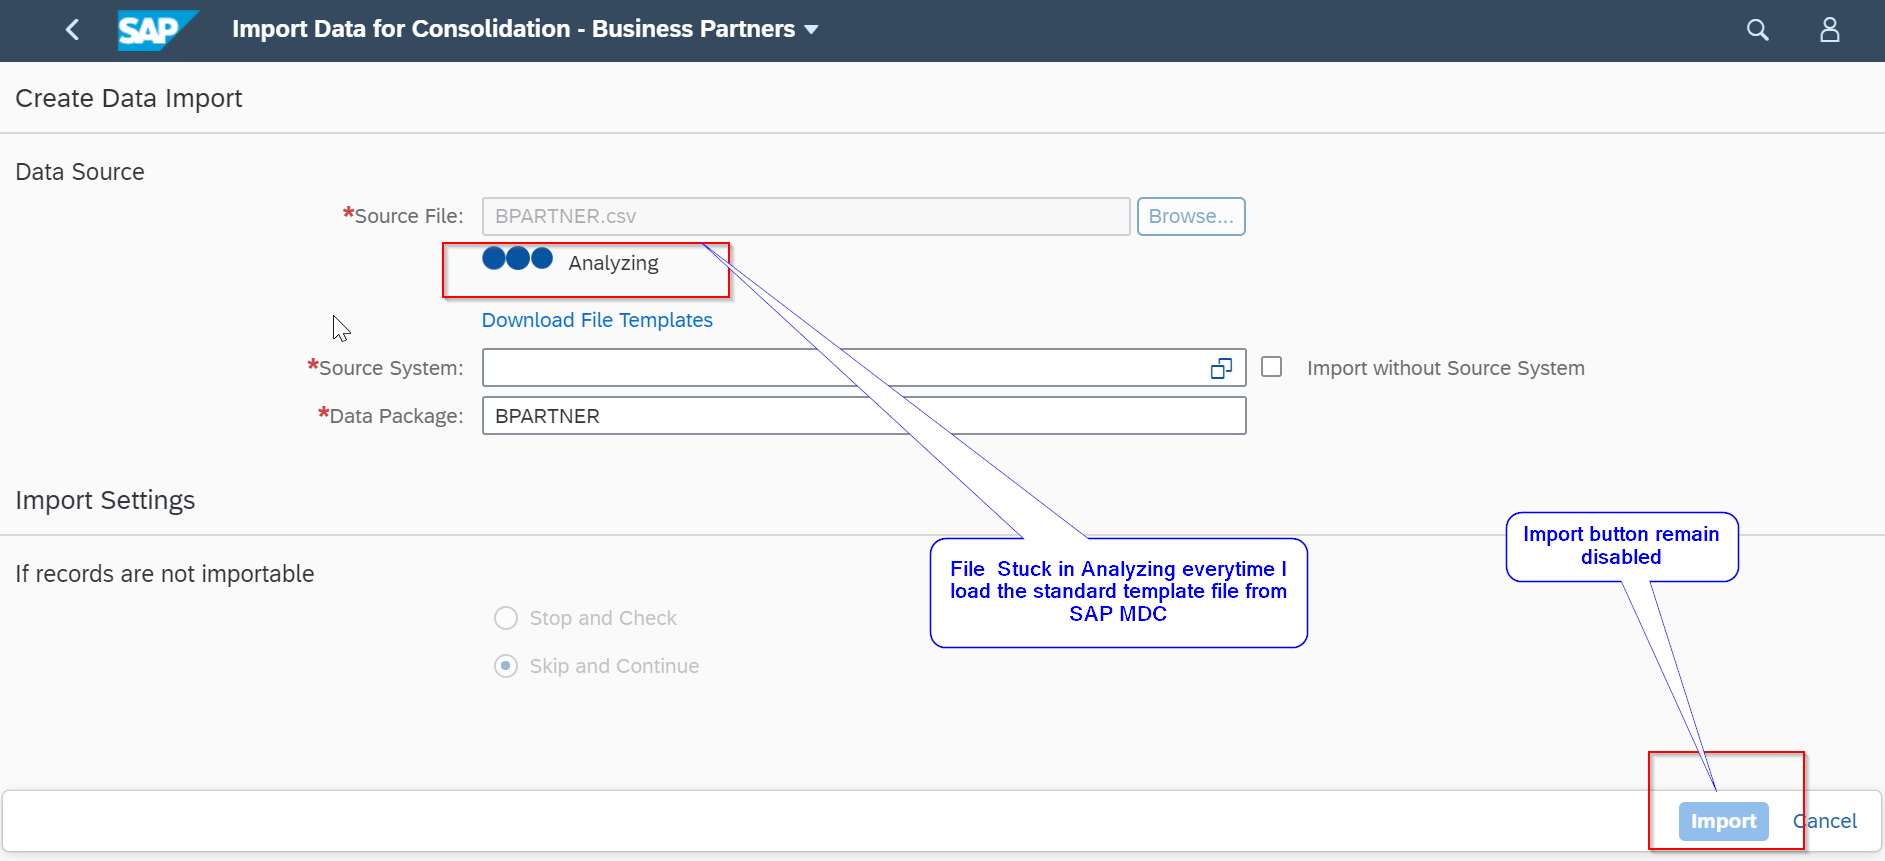 SAP
Import Data for Consolidation - Business Partners
Create Data Import
Data Source
*Source File:
BPARTNER.csv
Browse...
Analyzing
Download File Templates
*Source System:
Import without Source System
*Data Package:
BPARTNER
Import Settings
If records are not importable
Stop and Check
Skip and Continue
File  Stuck in Analyzing everytime I
load the standard template file from
SAP MDC
Import button remain
disabled
Import
Cancel